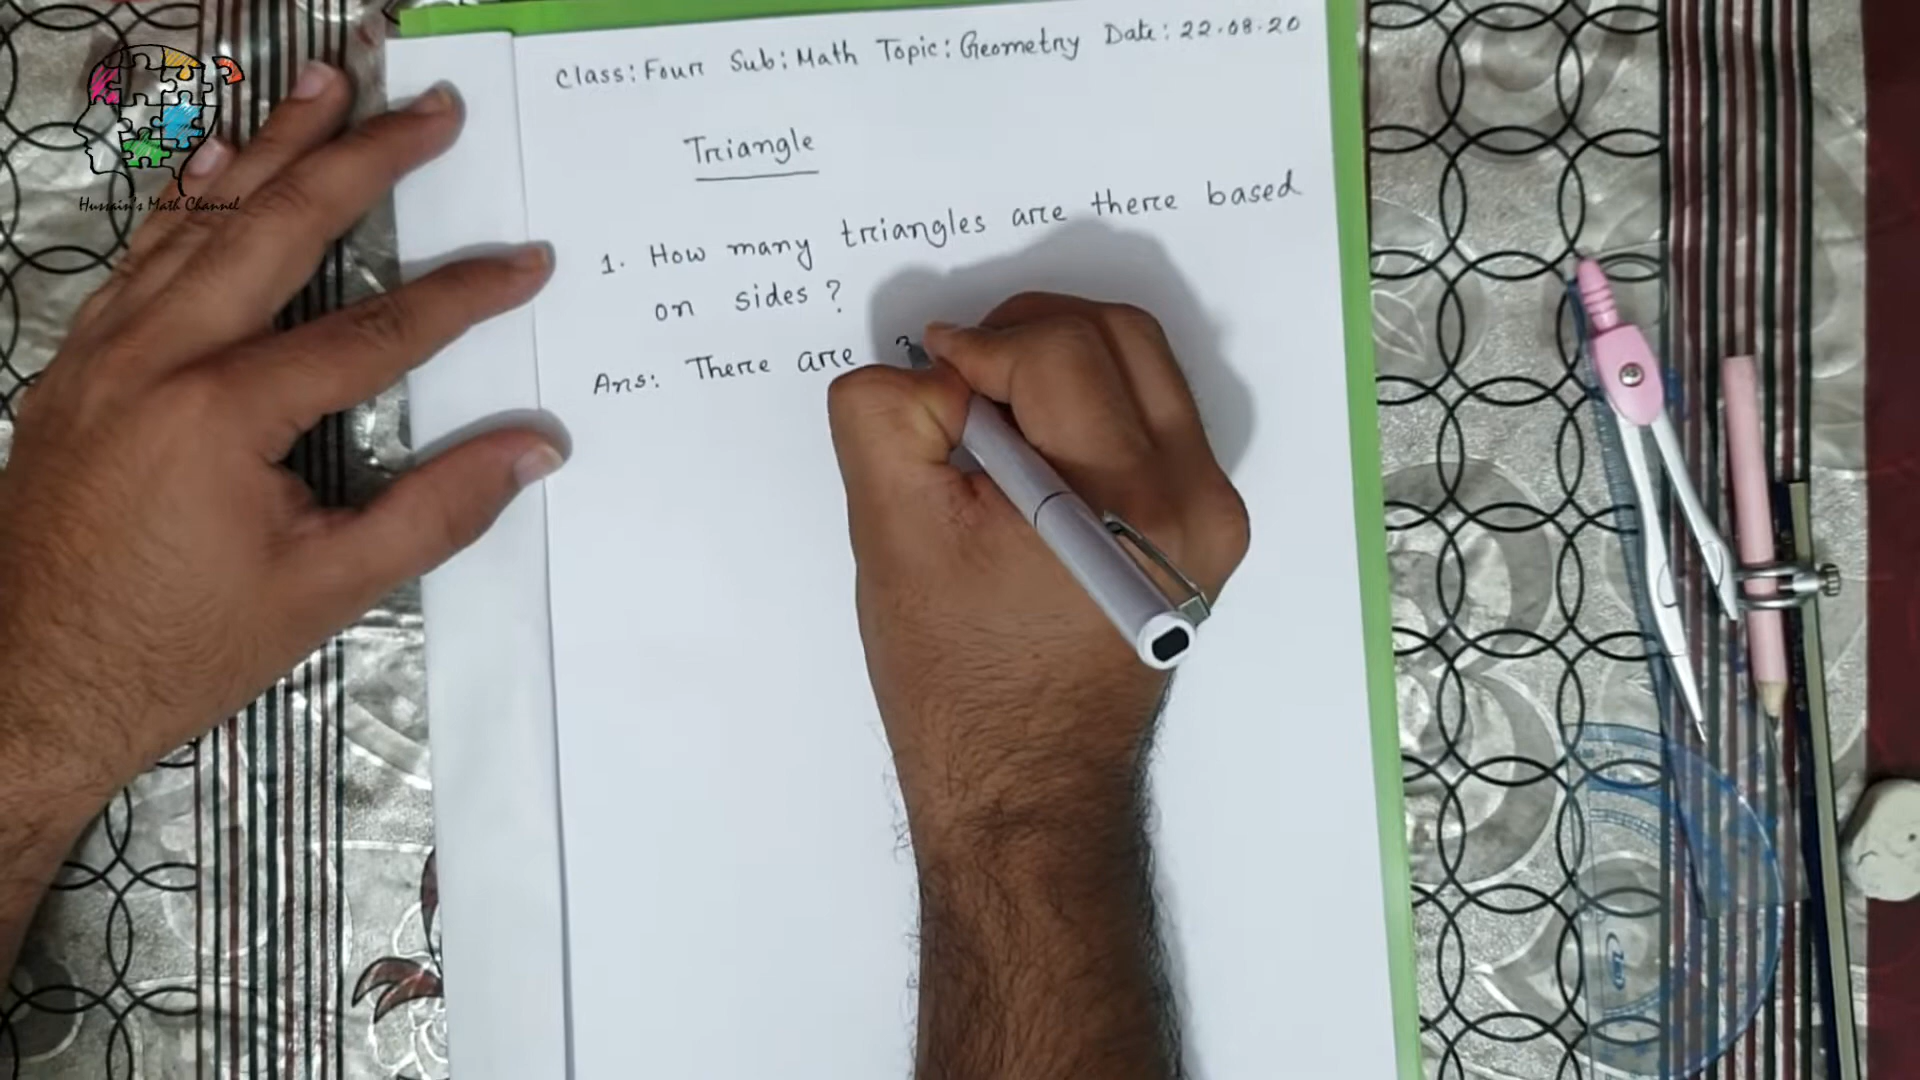 Hussain's Math Channel
Class: Four Sub: Math Topic: Geometry Date: 22.08.20
Triangle
1. How many triangles are there based
on sides?
Ans: There are 3